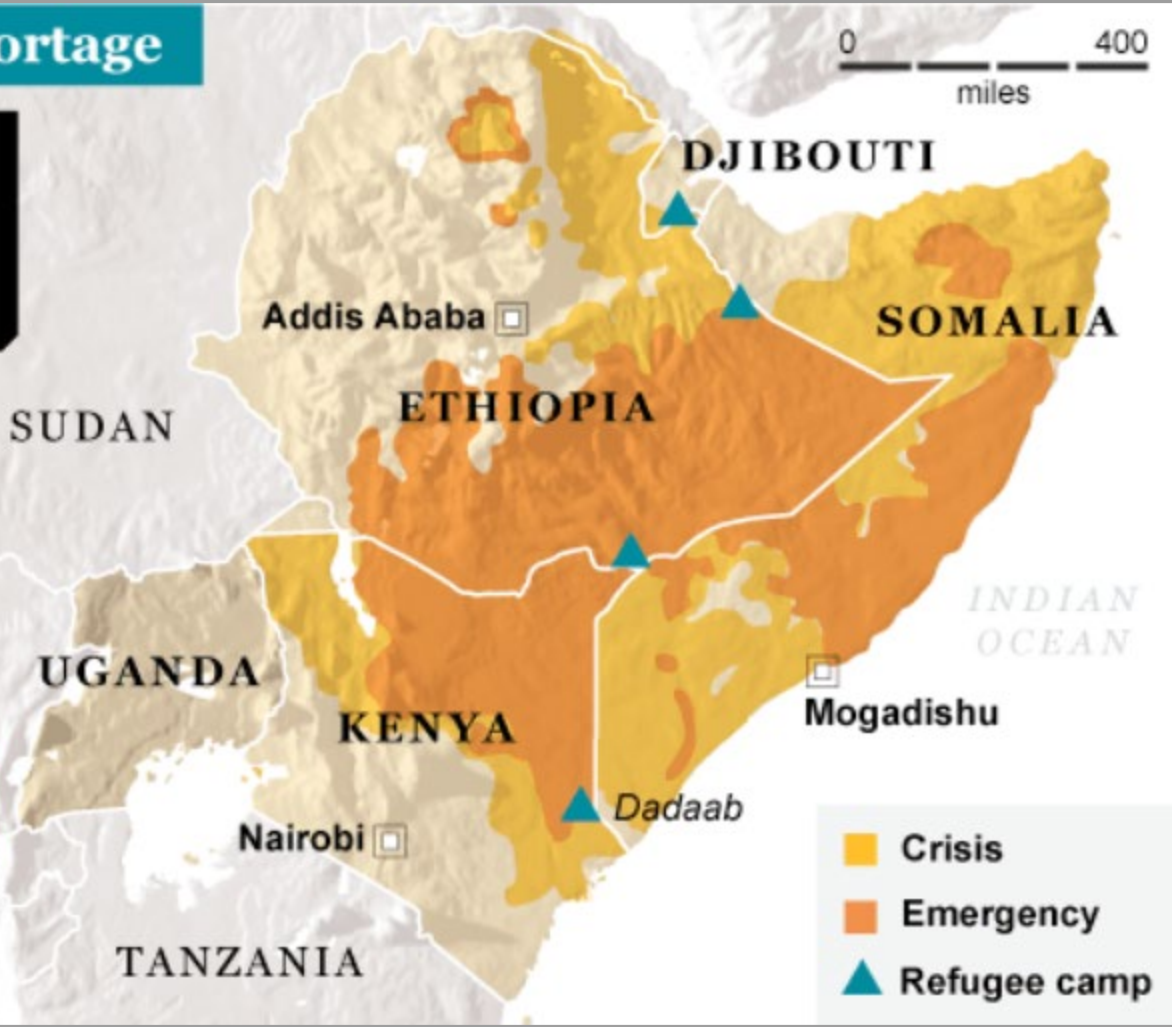 ortage
0 400
miles
DJIBOUTI
SOMALIA
Addis Ababa
ETHIOPIA
SUDAN
INDIAN
OCEAN
UGANDA
Mogadishu
KENYA
Dadaab
Nairobi
TANZANIA
Crisis
Emergency
Refugee camp